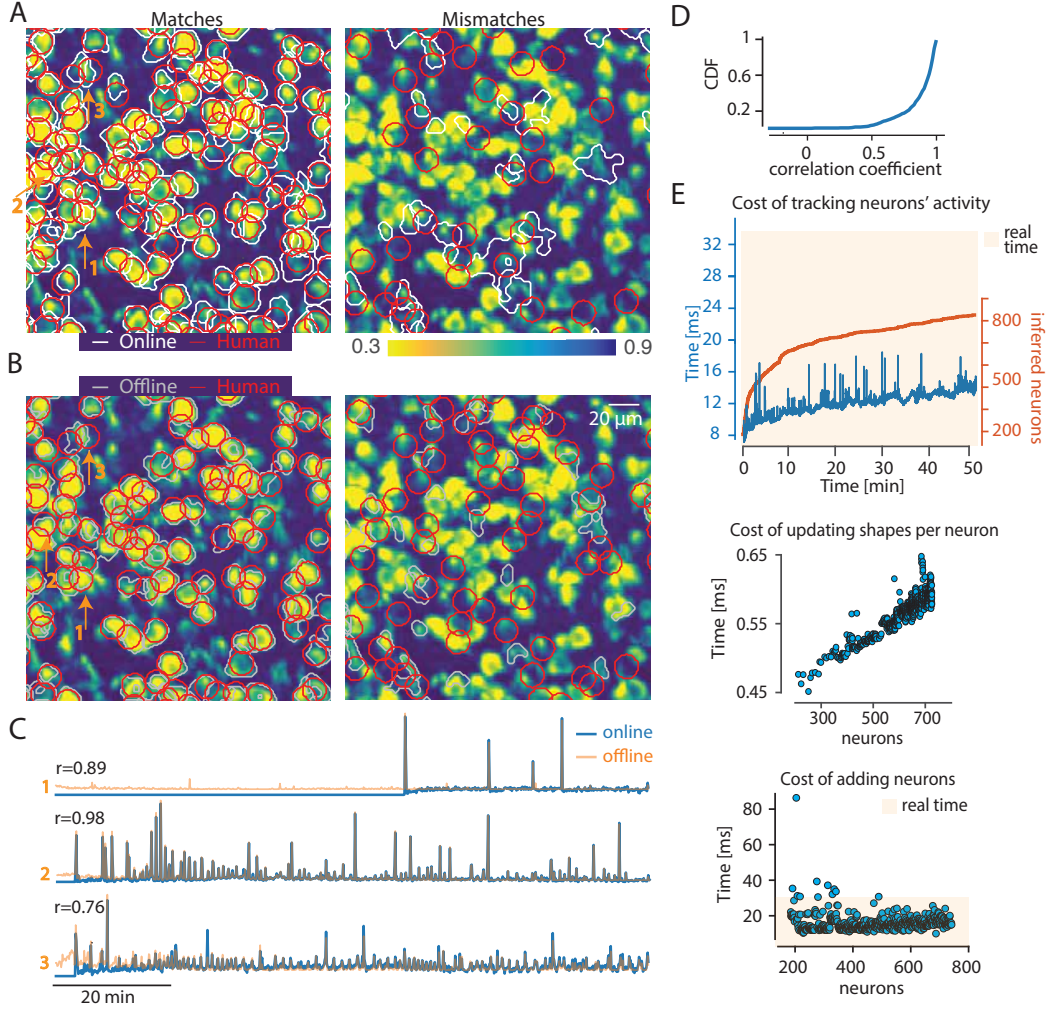 A
Matches
Mismatches
3
2
1
Online
Human
0.3
0.9
B
Offline
Human
20 µm
3
2
1
C
online
offline
r=0.89
1
r=0.98
2
r=0.76
3
20 min
D
CDF
1
0.6
0.2
0
0.5
1
correlation coefficient
E
Cost of tracking neurons' activity
real
time
Time [ms]
32
28
24
20
16
12
8
800
500
200
inferred neurons
0
10
20
30
40
50
Time [min]
Cost of updating shapes per neuron
Time [ms]
0.65
0.55
0.45
300
500
700
neurons
Cost of adding neurons
real time
Time [ms]
80
60
40
20
200
400
600
800
neurons